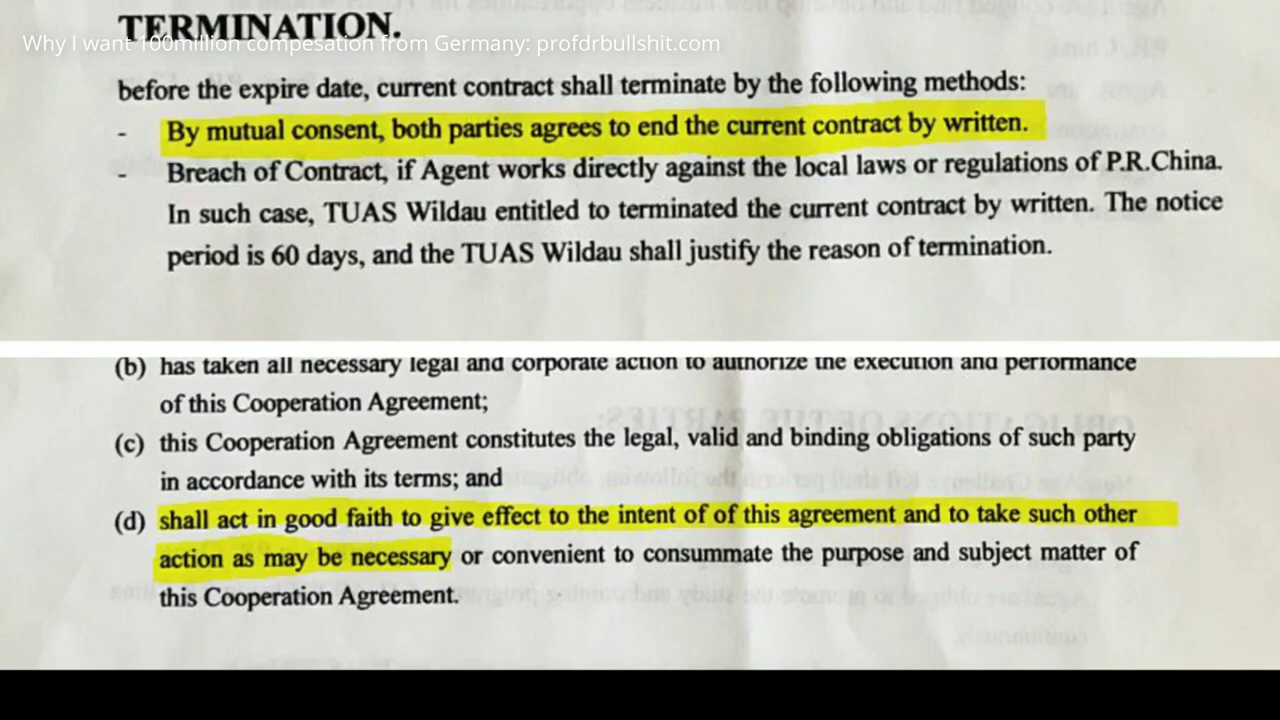 TERMINATION.
Why I want 100million compesation from Germany: profdrbullshit.com
before the expire date, current contract shall terminate by the following methods:
- By mutual consent, both parties agrees to end the current contract by written.
- Breach of Contract, if Agent works directly against the local laws or regulations of P.R.China.
In such case, TUAS Wildau entitled to terminated the current contract by written. The notice
period is 60 days, and the TUAS Wildau shall justify the reason of termination.
(b) has taken all necessary legal and corporate action to authorize the execution and performance
of this Cooperation Agreement;
(c) this Cooperation Agreement constitutes the legal, valid and binding obligations of such party
in accordance with its terms; and
(d) shall act in good faith to give effect to the intent of of this agreement and to take such other
action as may be necessary or convenient to consummate the purpose and subject matter of
this Cooperation Agreement.